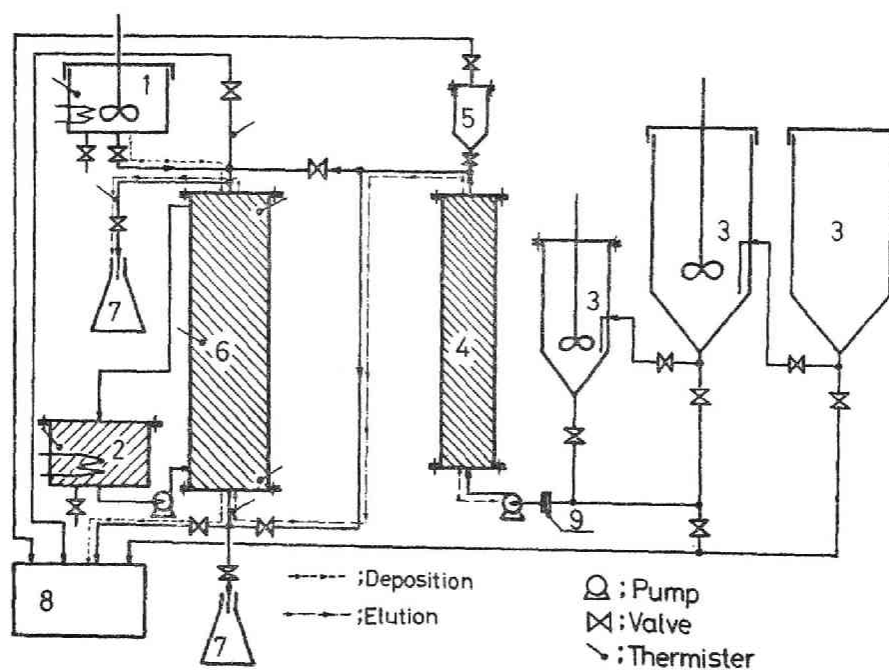 1
5
3
3
3
7
6
4
2
9
8
7
;Deposition
;Elution
;Pump
;Valve
;Thermister